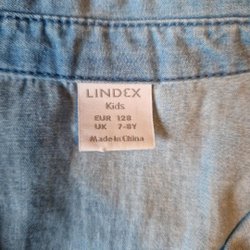 LINDEX
Kids
EUR 128
UK 7-8Y
Made in China